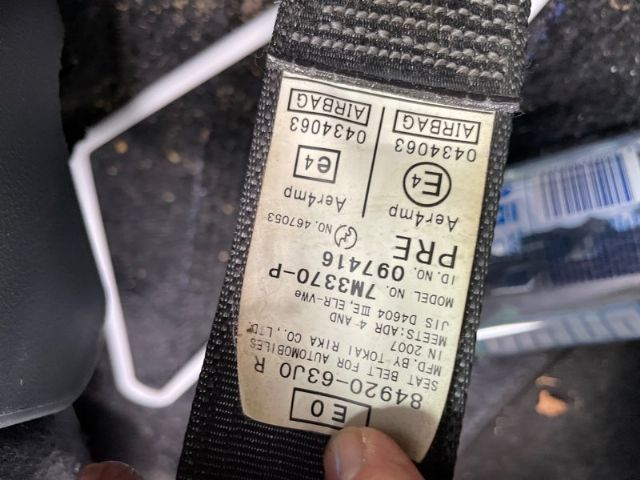 E0
84920-63J0 R
SEAT BELT FOR AUTOMOBILES
MFD. BY TOKAI RIKA CO., LTD.
IN 2007
MEETS:ADR 4 AND
JIS D4604 ⅢE, ELR-VWe
MODEL NO. 7M3370-P
ID.NO. 097416
PRE NO. 467053
Aer4mp Aer4mp
E4 e4
0434063 0434063
AIRBAG AIRBAG